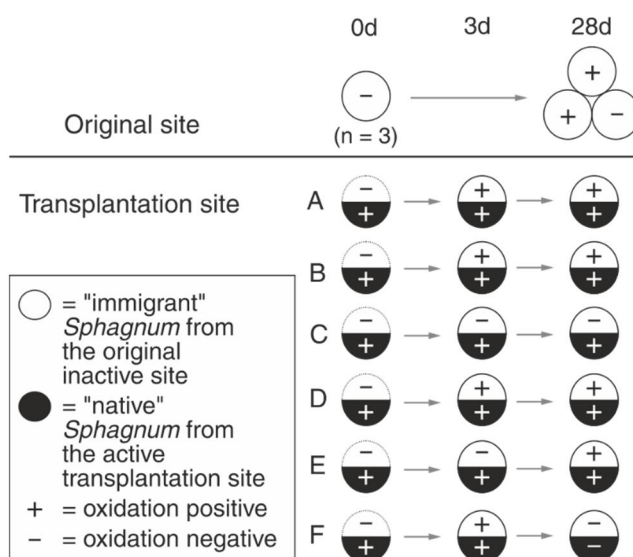 0d 3d 28d
+
−
+ −
Original site
(n = 3)
Transplantation site
A − + + + + +
B − + + + + +
= "immigrant"
Sphagnum from
the original
inactive site
C − + − + − +
= "native"
Sphagnum from
the active
transplantation site
D − + + + + +
E − + − + + +
+ = oxidation positive
− = oxidation negative
F − + + + − −